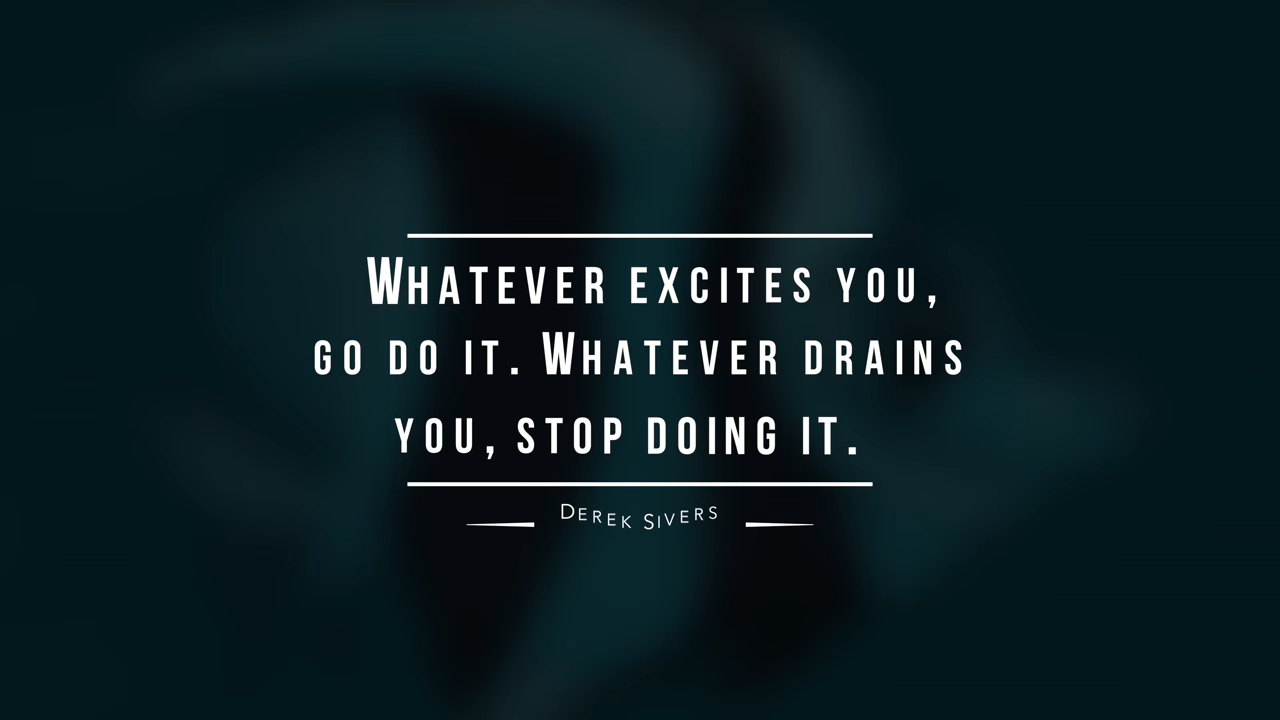 Whatever excites you,
go do it. Whatever drains
you, stop doing it.
Derek Sivers